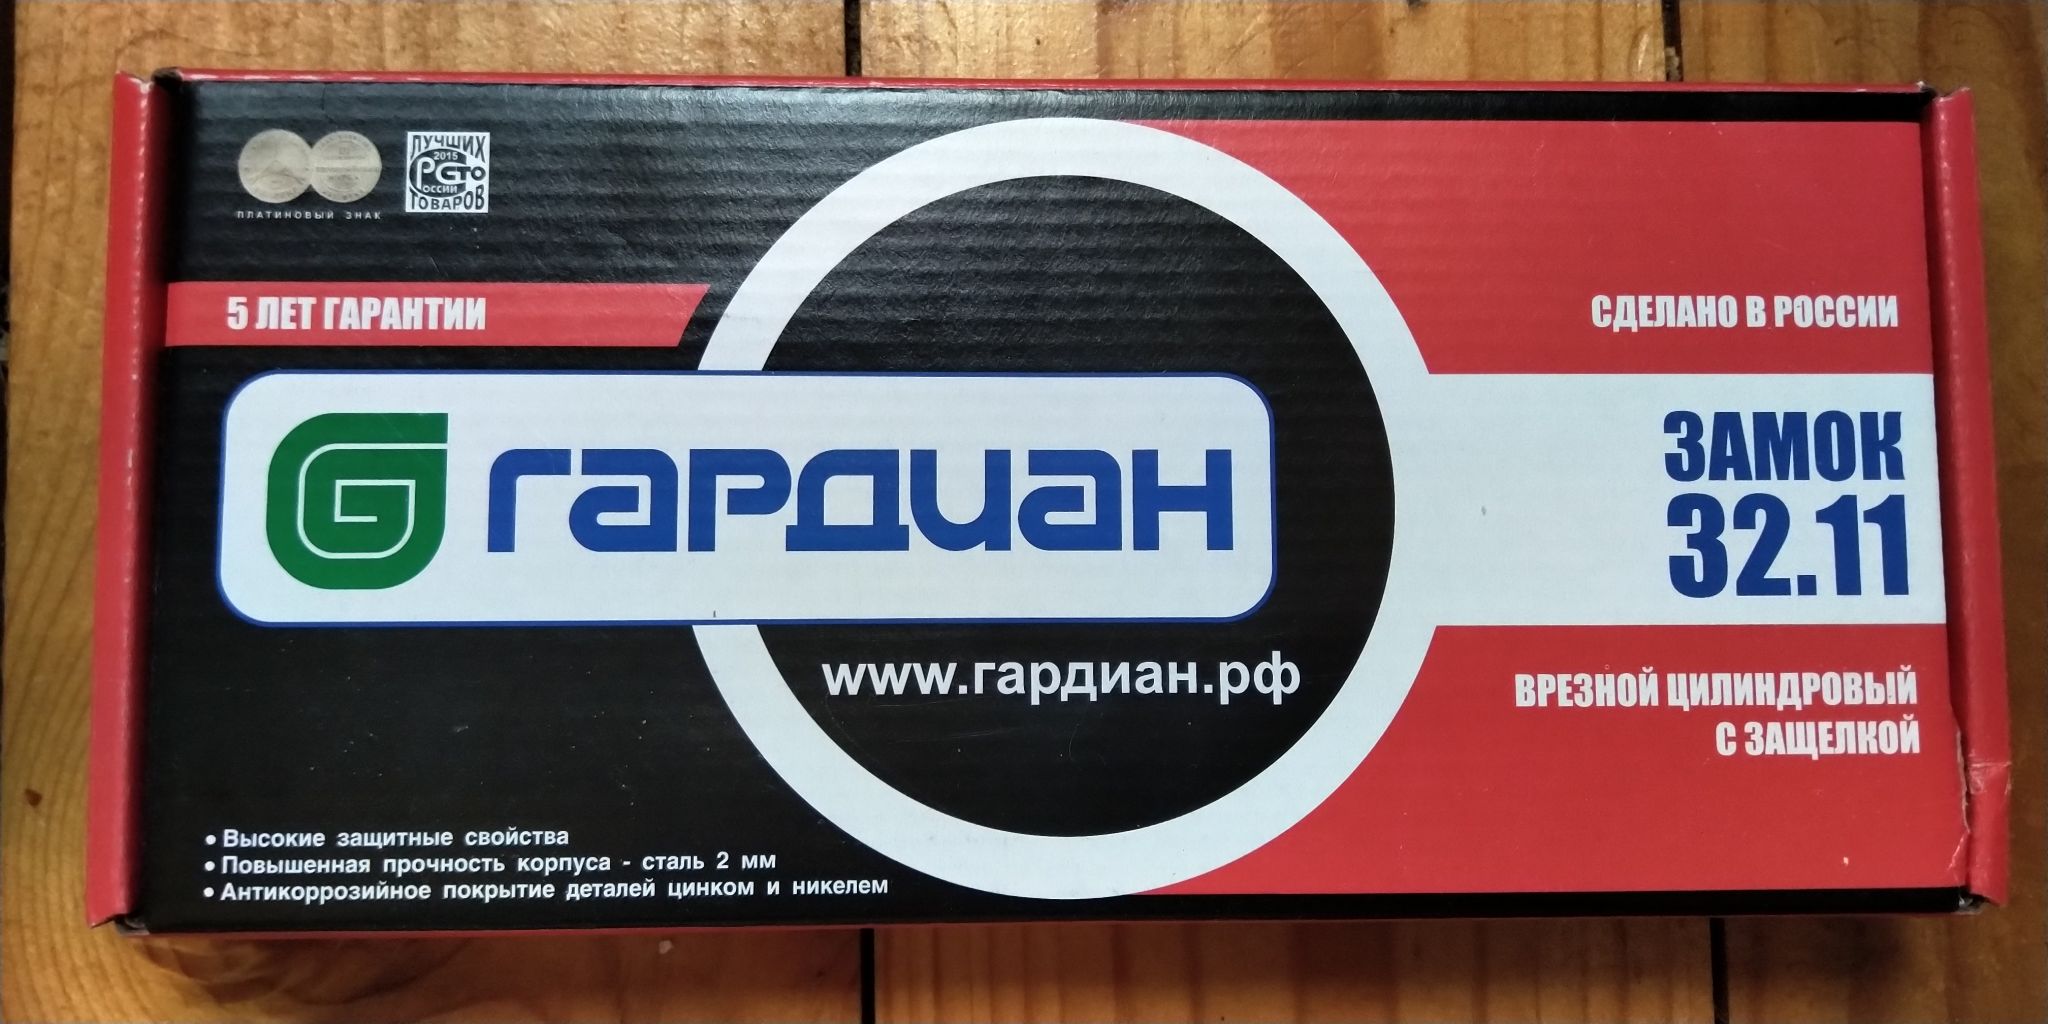 ПЛАТИНОВЫЙ ЗНАК
ЛУЧШИХ
2015
СТО
РОССИИ
ТОВАРОВ
5 ЛЕТ ГАРАНТИИ
СДЕЛАНО В РОССИИ
ГАРДИАН
ЗАМОК
32.11
www.гардиан.рф
ВРЕЗНОЙ ЦИЛИНДРОВЫЙ
С ЗАЩЕЛКОЙ
• Высокие защитные свойства
• Повышенная прочность корпуса - сталь 2 мм
• Антикоррозийное покрытие деталей цинком и никелем